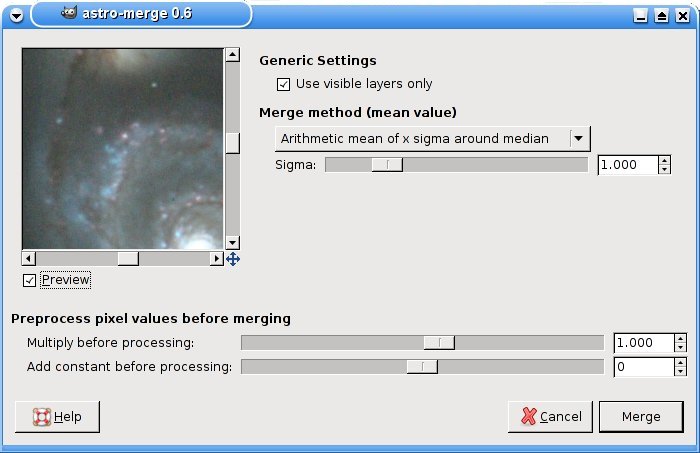 astro-merge 0.6
Generic Settings
Use visible layers only
Merge method (mean value)
Arithmetic mean of x sigma around median
Sigma: 1.000
Preview
Preprocess pixel values before merging
Multiply before processing: 1.000
Add constant before processing: 0
Help Cancel Merge